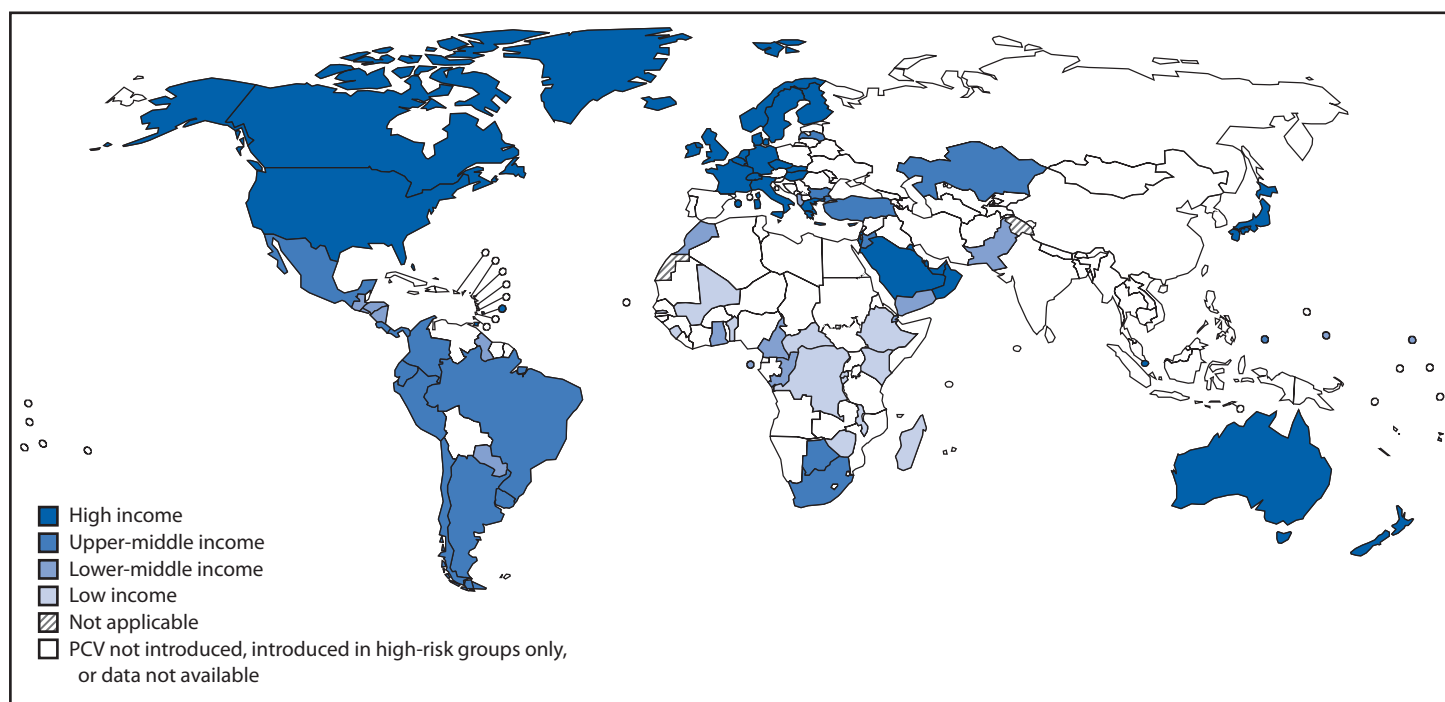 High income
Upper-middle income
Lower-middle income
Low income
Not applicable
PCV not introduced, introduced in high-risk groups only,
or data not available